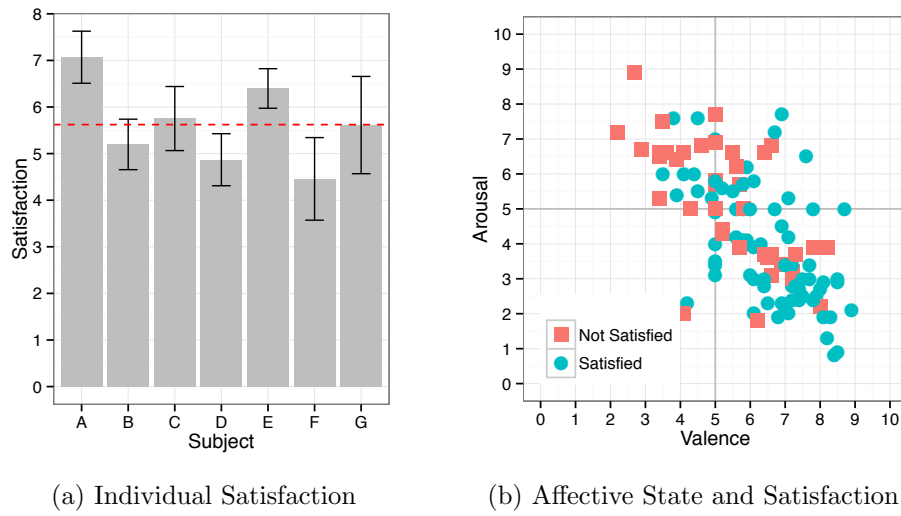 8
7
6
5
4
3
2
1
0
Satisfaction
A B C D E F G
Subject
(a) Individual Satisfaction
10
9
8
7
6
5
4
3
2
1
0
Arousal
Not Satisfied
Satisfied
0 1 2 3 4 5 6 7 8 9 10
Valence
(b) Affective State and Satisfaction